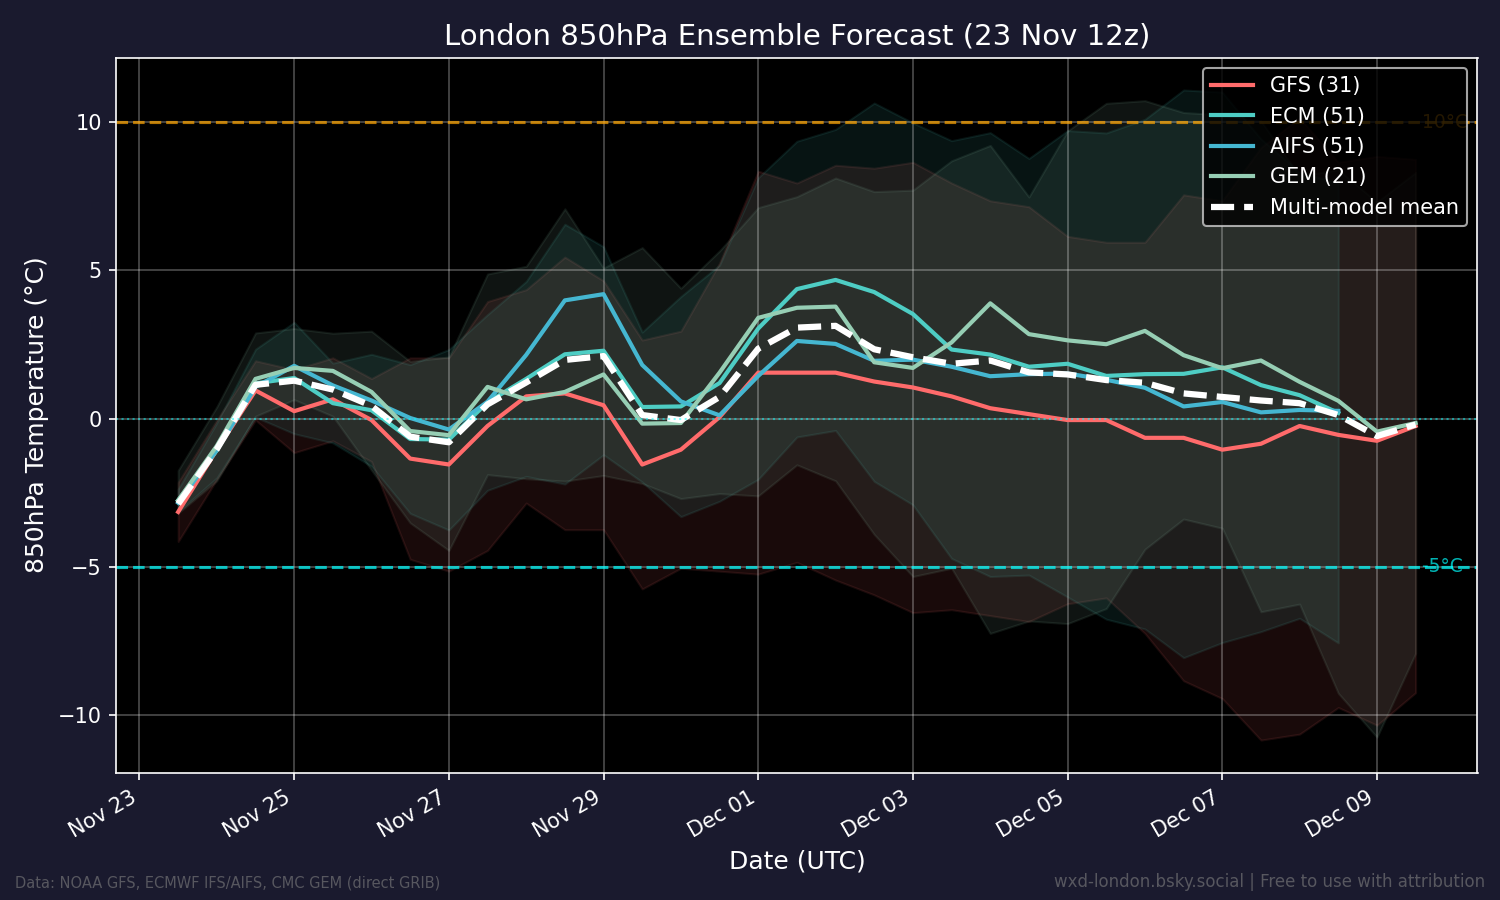 London 850hPa Ensemble Forecast (23 Nov 12z)
GFS (31)
ECM (51)
AIFS (51)
GEM (21)
Multi-model mean
10°C
-5°C
850hPa Temperature (°C)
10
5
0
−5
−10
Nov 23
Nov 25
Nov 27
Nov 29
Dec 01
Dec 03
Dec 05
Dec 07
Dec 09
Date (UTC)
Data: NOAA GFS, ECMWF IFS/AIFS, CMC GEM (direct GRIB)
wxd-london.bsky.social | Free to use with attribution